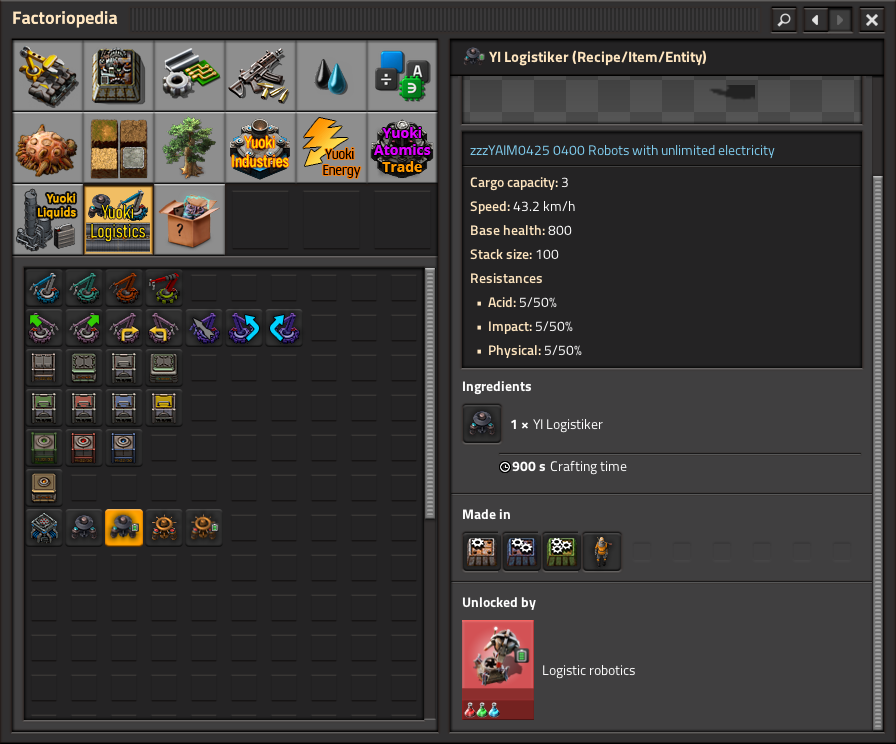 Factoriopedia
Yuoki
Industries
Yuoki
Energy
Yuoki
Atomics
Trade
Yuoki
Liquids
Yuoki
Logistics
YI Logistiker (Recipe/Item/Entity)
zzzYAIM0425 0400 Robots with unlimited electricity
Cargo capacity: 3
Speed: 43.2 km/h
Base health: 800
Stack size: 100
Resistances
▪ Acid: 5/50%
▪ Impact: 5/50%
▪ Physical: 5/50%
Ingredients
1 × YI Logistiker
900 s Crafting time
Made in
Unlocked by
Logistic robotics